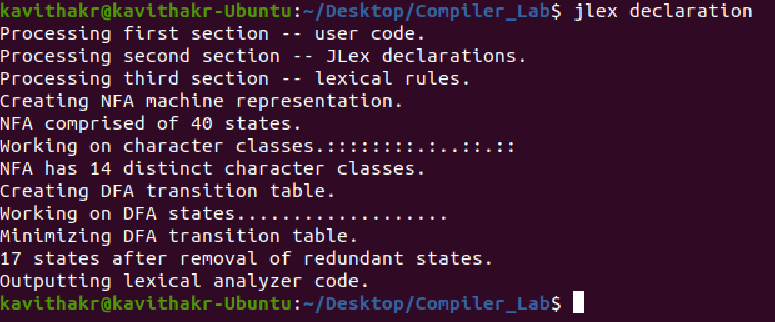 kavithakr@kavithakr-Ubuntu:~/Desktop/Compiler_Lab$ jlex declaration
Processing first section -- user code.
Processing second section -- JLex declarations.
Processing third section -- lexical rules.
Creating NFA machine representation.
NFA comprised of 40 states.
Working on character classes.::::::::.:..::.::
NFA has 14 distinct character classes.
Creating DFA transition table.
Working on DFA states...................
Minimizing DFA transition table.
17 states after removal of redundant states.
Outputting lexical analyzer code.
kavithakr@kavithakr-Ubuntu:~/Desktop/Compiler_Lab$